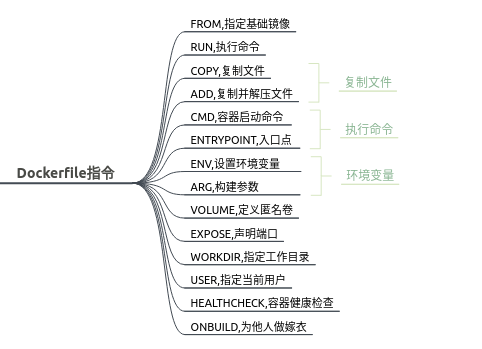 Dockerfile指令
FROM,指定基础镜像
RUN,执行命令
COPY,复制文件
ADD,复制并解压文件
复制文件
CMD,容器启动命令
ENTRYPOINT,入口点
执行命令
ENV,设置环境变量
ARG,构建参数
环境变量
VOLUME,定义匿名卷
EXPOSE,声明端口
WORKDIR,指定工作目录
USER,指定当前用户
HEALTHCHECK,容器健康检查
ONBUILD,为他人做嫁衣